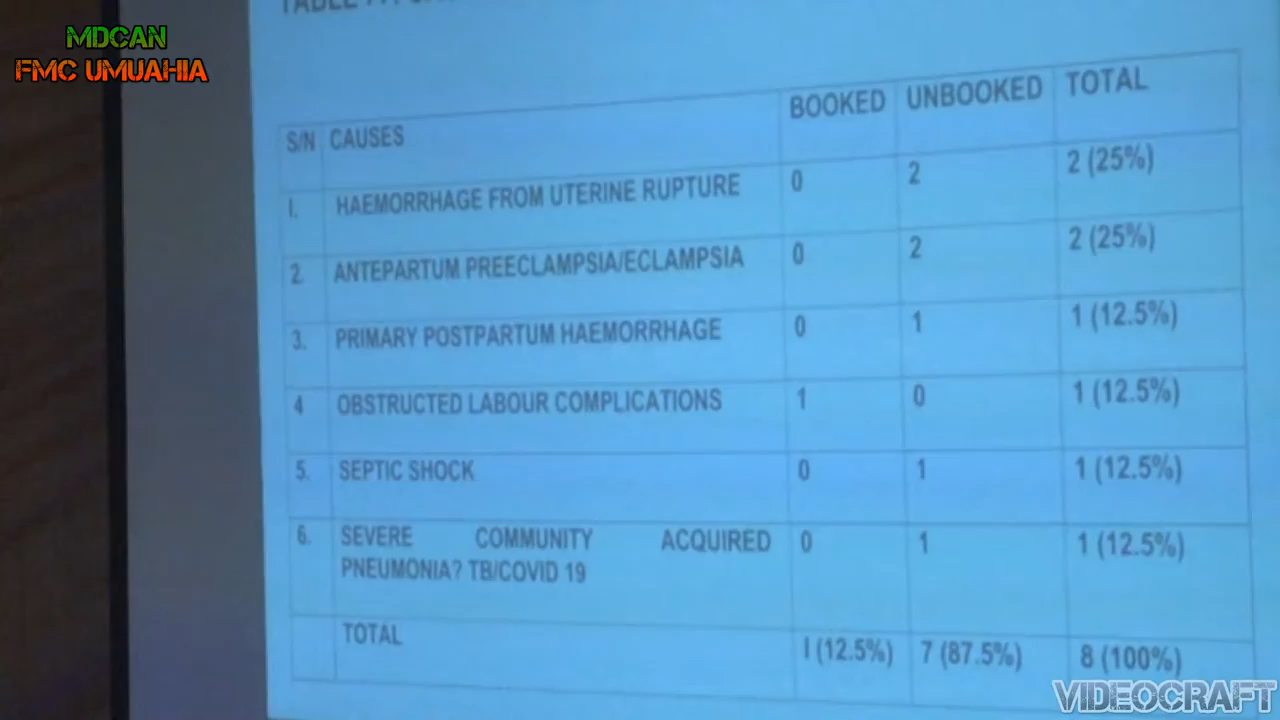 MDCAN
FMC UMUAHIA
S/N CAUSES BOOKED UNBOOKED TOTAL
I. HAEMORRHAGE FROM UTERINE RUPTURE 0 2 2 (25%)
2. ANTEPARTUM PREECLAMPSIA/ECLAMPSIA 0 2 2 (25%)
3. PRIMARY POSTPARTUM HAEMORRHAGE 0 1 1 (12.5%)
4 OBSTRUCTED LABOUR COMPLICATIONS 1 0 1 (12.5%)
5. SEPTIC SHOCK 0 1 1 (12.5%)
6. SEVERE COMMUNITY ACQUIRED 0 1 1 (12.5%)
PNEUMONIA? TB/COVID 19
TOTAL I (12.5%) 7 (87.5%) 8 (100%)
VIDEOCRAFT